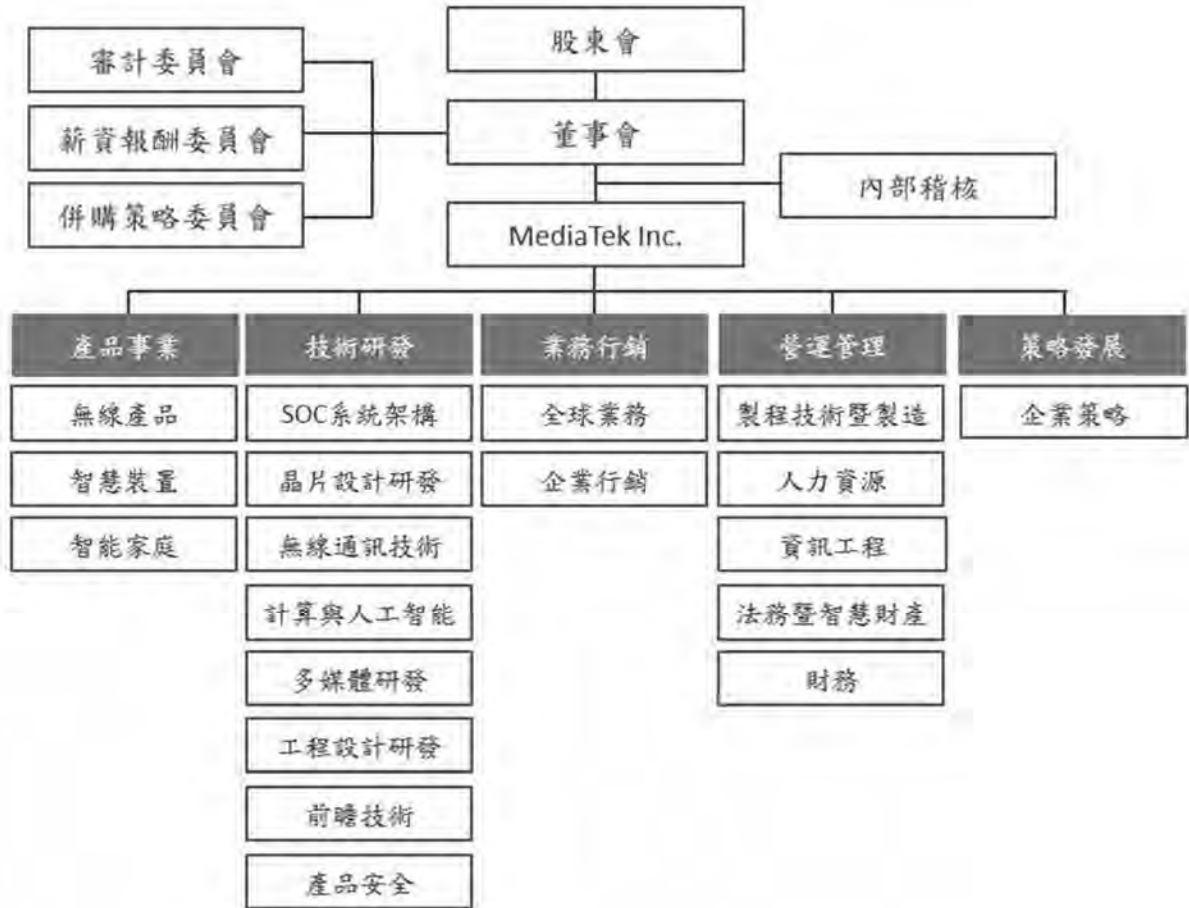 股東會
審計委員會
董事會
薪資報酬委員會
內部稽核
併購策略委員會
MediaTek Inc.
產品事業
無線產品
智慧裝置
智能家庭
技術研發
SOC系統架構
晶片設計研發
無線通訊技術
計算與人工智能
多媒體研發
工程設計研發
前瞻技術
產品安全
業務行銷
全球業務
企業行銷
營運管理
製程技術暨製造
人力資源
資訊工程
法務暨智慧財產
財務
策略發展
企業策略